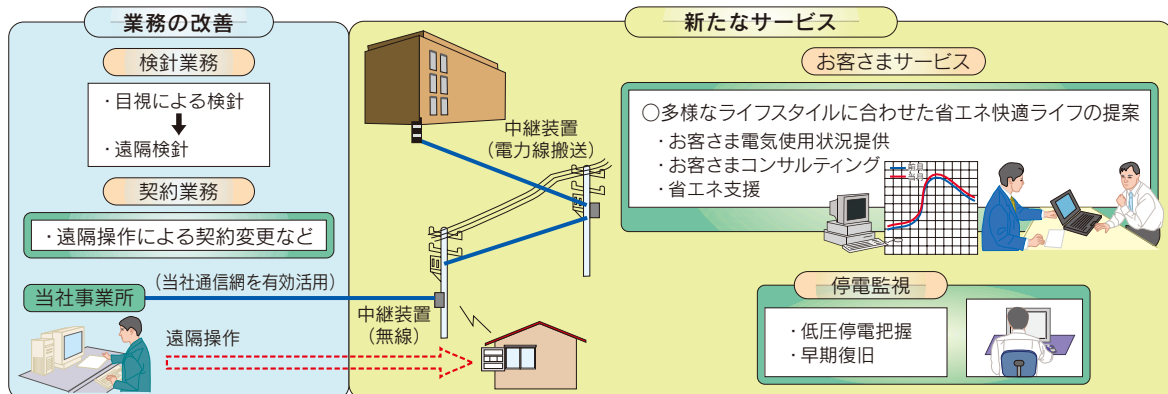 業務の改善
検針業務
・目視による検針
・遠隔検針
契約業務
・遠隔操作による契約変更など
当社事業所
(当社通信網を有効活用)
遠隔操作
新たなサービス
中継装置
(電力線搬送)
中継装置
(無線)
お客さまサービス
○多様なライフスタイルに合わせた省エネ快適ライフの提案
・お客さま電気使用状況提供
・お客さまコンサルティング
・省エネ支援
停電監視
・低圧停電把握
・早期復旧